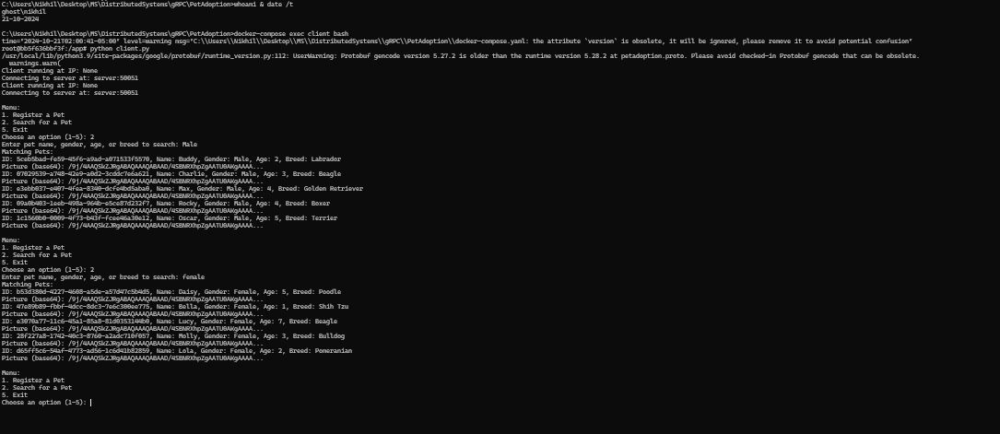 C:\Users\Nikhil\Desktop\MS\DistributedSystems\gRPC\PetAdoption>whoami & date /t
ghost\nikhil
21-10-2024
C:\Users\Nikhil\Desktop\MS\DistributedSystems\gRPC\PetAdoption>docker-compose exec client bash
time="2024-10-21T02:00:41-05:00" level=warning msg="C:\\Users\\Nikhil\\Desktop\\MS\\DistributedSystems\\gRPC\\PetAdoption\\docker-compose.yaml: the attribute `version` is obsolete, it will be ignored, please remove it to avoid potential confusion"
root@bb5f636bbf3f:/app# python client.py
/usr/local/lib/python3.9/site-packages/google/protobuf/runtime_version.py:112: UserWarning: Protobuf gencode version 5.27.2 is older than the runtime version 5.28.2 at petadoption.proto. Please avoid checked-in Protobuf gencode that can be obsolete.
  warnings.warn(
Client running at IP: None
Connecting to server at: server:50051
Client running at IP: None
Connecting to server at: server:50051
Menu:
1. Register a Pet
2. Search for a Pet
5. Exit
Choose an option (1-5): 2
Enter pet name, gender, age, or breed to search: Male
Matching Pets:
ID: 5ceb5bad-fe59-45f6-a9ad-a071533f5570, Name: Buddy, Gender: Male, Age: 2, Breed: Labrador
Picture (base64): /9j/4AAQSkZJRgABAQAAAQABAAD/4SBNRXhpZgAATU0AKgAAAA...
ID: 07029539-a748-42e9-a0d2-3cddc7e6a621, Name: Charlie, Gender: Male, Age: 3, Breed: Beagle
Picture (base64): /9j/4AAQSkZJRgABAQAAAQABAAD/4SBNRXhpZgAATU0AKgAAAA...
ID: e3ebb037-e407-4fea-8340-dcfe4bd5aba0, Name: Max, Gender: Male, Age: 4, Breed: Golden Retriever
Picture (base64): /9j/4AAQSkZJRgABAQAAAQABAAD/4SBNRXhpZgAATU0AKgAAAA...
ID: 09a0b403-1eeb-498a-964b-e5ce87d232f7, Name: Rocky, Gender: Male, Age: 4, Breed: Boxer
Picture (base64): /9j/4AAQSkZJRgABAQAAAQABAAD/4SBNRXhpZgAATU0AKgAAAA...
ID: 1c1560b0-0009-4f73-b43f-fcee46a30e12, Name: Oscar, Gender: Male, Age: 5, Breed: Terrier
Picture (base64): /9j/4AAQSkZJRgABAQAAAQABAAD/4SBNRXhpZgAATU0AKgAAAA...
Menu:
1. Register a Pet
2. Search for a Pet
5. Exit
Choose an option (1-5): 2
Enter pet name, gender, age, or breed to search: female
Matching Pets:
ID: b53d380d-4227-4608-a5de-a57d47c5b4d5, Name: Daisy, Gender: Female, Age: 5, Breed: Poodle
Picture (base64): /9j/4AAQSkZJRgABAQAAAQABAAD/4SBNRXhpZgAATU0AKgAAAA...
ID: 47e89b89-fbbf-4dcc-8dc3-7e6c300ee775, Name: Bella, Gender: Female, Age: 1, Breed: Shih Tzu
Picture (base64): /9j/4AAQSkZJRgABAQAAAQABAAD/4SBNRXhpZgAATU0AKgAAAA...
ID: e3070a77-11c6-45a1-85a8-81d0353144b0, Name: Lucy, Gender: Female, Age: 7, Breed: Beagle
Picture (base64): /9j/4AAQSkZJRgABAQAAAQABAAD/4SBNRXhpZgAATU0AKgAAAA...
ID: 28f227a8-1742-40c3-8760-a2adc710f057, Name: Molly, Gender: Female, Age: 3, Breed: Bulldog
Picture (base64): /9j/4AAQSkZJRgABAQAAAQABAAD/4SBNRXhpZgAATU0AKgAAAA...
ID: d65ff5c6-54af-4773-ad56-1c6d41b82859, Name: Lola, Gender: Female, Age: 2, Breed: Pomeranian
Picture (base64): /9j/4AAQSkZJRgABAQAAAQABAAD/4SBNRXhpZgAATU0AKgAAAA...
Menu:
1. Register a Pet
2. Search for a Pet
5. Exit
Choose an option (1-5):